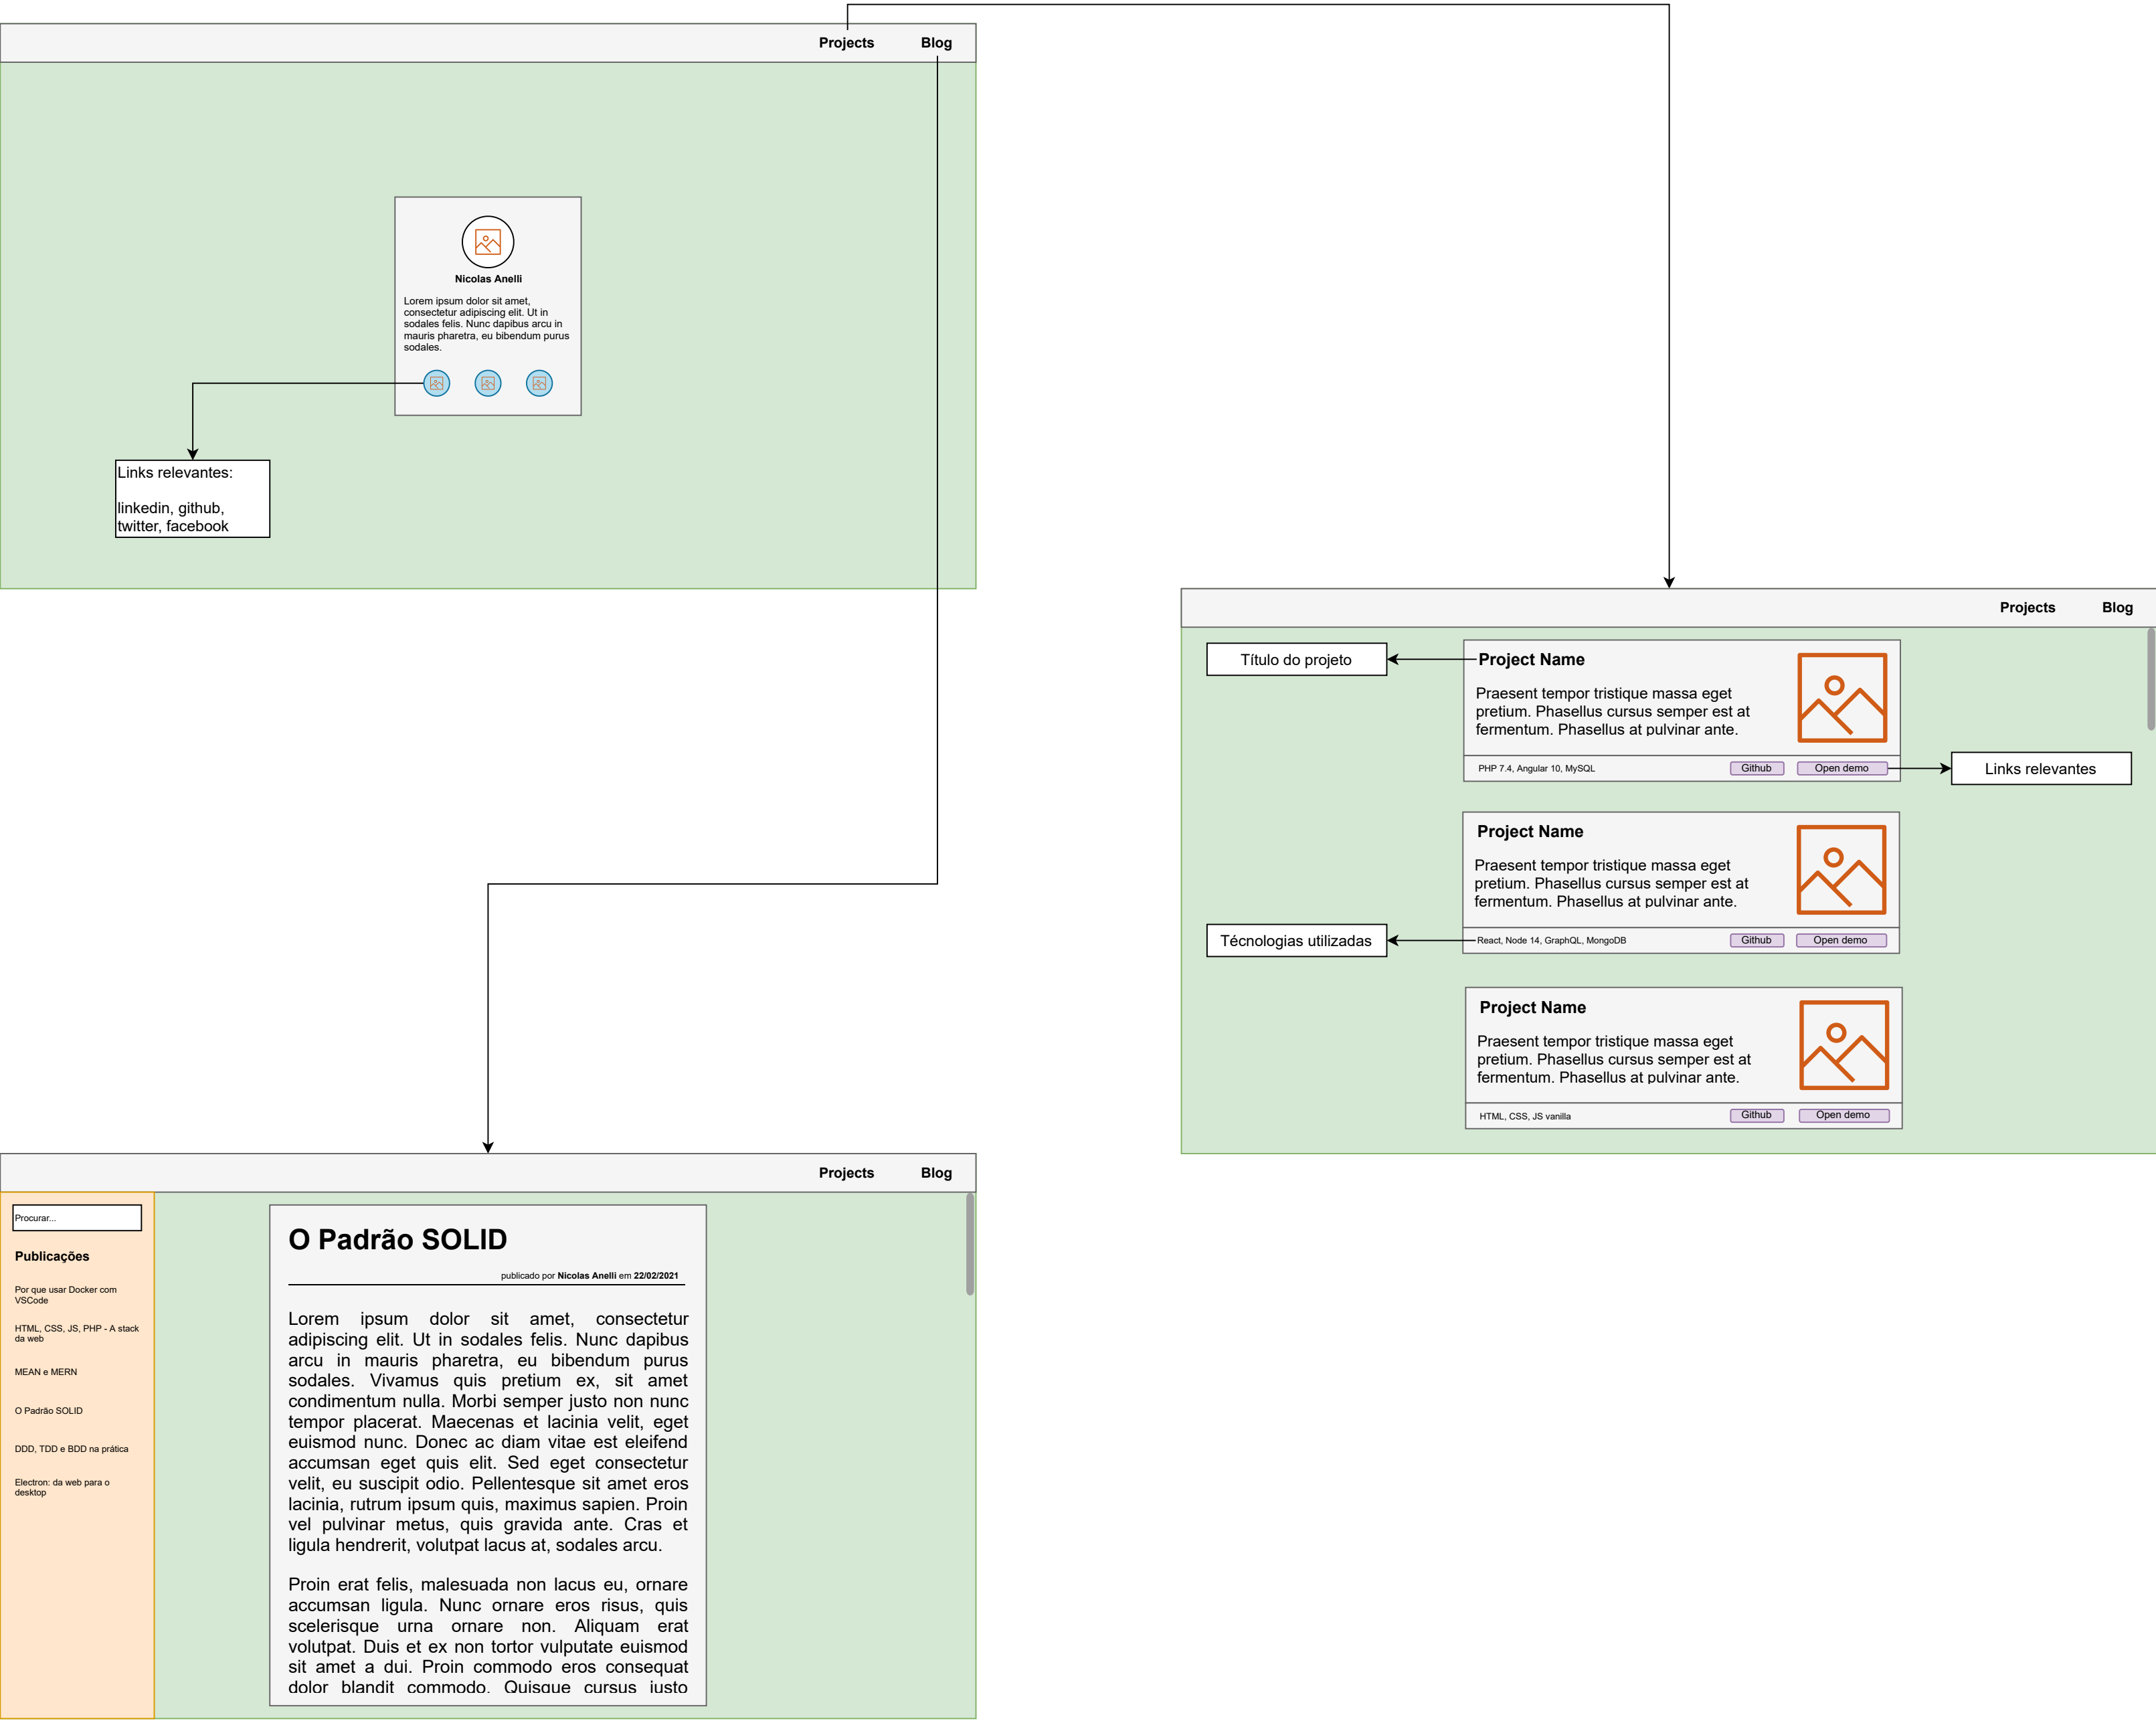 Projects
Blog
Nicolas Anelli
Lorem ipsum dolor sit amet,
consectetur adipiscing elit. Ut in
sodales felis. Nunc dapibus arcu in
mauris pharetra, eu bibendum purus
sodales.
Links relevantes:
linkedin, github,
twitter, facebook
Projects
Blog
Título do projeto
Project Name
Praesent tempor tristique massa eget
pretium. Phasellus cursus semper est at
fermentum. Phasellus at pulvinar ante.
PHP 7.4, Angular 10, MySQL
Github
Open demo
Links relevantes
Project Name
Praesent tempor tristique massa eget
pretium. Phasellus cursus semper est at
fermentum. Phasellus at pulvinar ante.
Técnologias utilizadas
React, Node 14, GraphQL, MongoDB
Github
Open demo
Project Name
Praesent tempor tristique massa eget
pretium. Phasellus cursus semper est at
fermentum. Phasellus at pulvinar ante.
HTML, CSS, JS vanilla
Github
Open demo
Projects
Blog
Procurar...
Publicações
Por que usar Docker com
VSCode
HTML, CSS, JS, PHP - A stack
da web
MEAN e MERN
O Padrão SOLID
DDD, TDD e BDD na prática
Electron: da web para o
desktop
O Padrão SOLID
publicado por Nicolas Anelli em 22/02/2021
Lorem ipsum dolor sit amet, consectetur
adipiscing elit. Ut in sodales felis. Nunc dapibus
arcu in mauris pharetra, eu bibendum purus
sodales. Vivamus quis pretium ex, sit amet
condimentum nulla. Morbi semper justo non nunc
tempor placerat. Maecenas et lacinia velit, eget
euismod nunc. Donec ac diam vitae est eleifend
accumsan eget quis elit. Sed eget consectetur
velit, eu suscipit odio. Pellentesque sit amet eros
lacinia, rutrum ipsum quis, maximus sapien. Proin
vel pulvinar metus, quis gravida ante. Cras et
ligula hendrerit, volutpat lacus at, sodales arcu.
Proin erat felis, malesuada non lacus eu, ornare
accumsan ligula. Nunc ornare eros risus, quis
scelerisque urna ornare non. Aliquam erat
volutpat. Duis et ex non tortor vulputate euismod
sit amet a dui. Proin commodo eros consequat
dolor blandit commodo. Quisque cursus justo